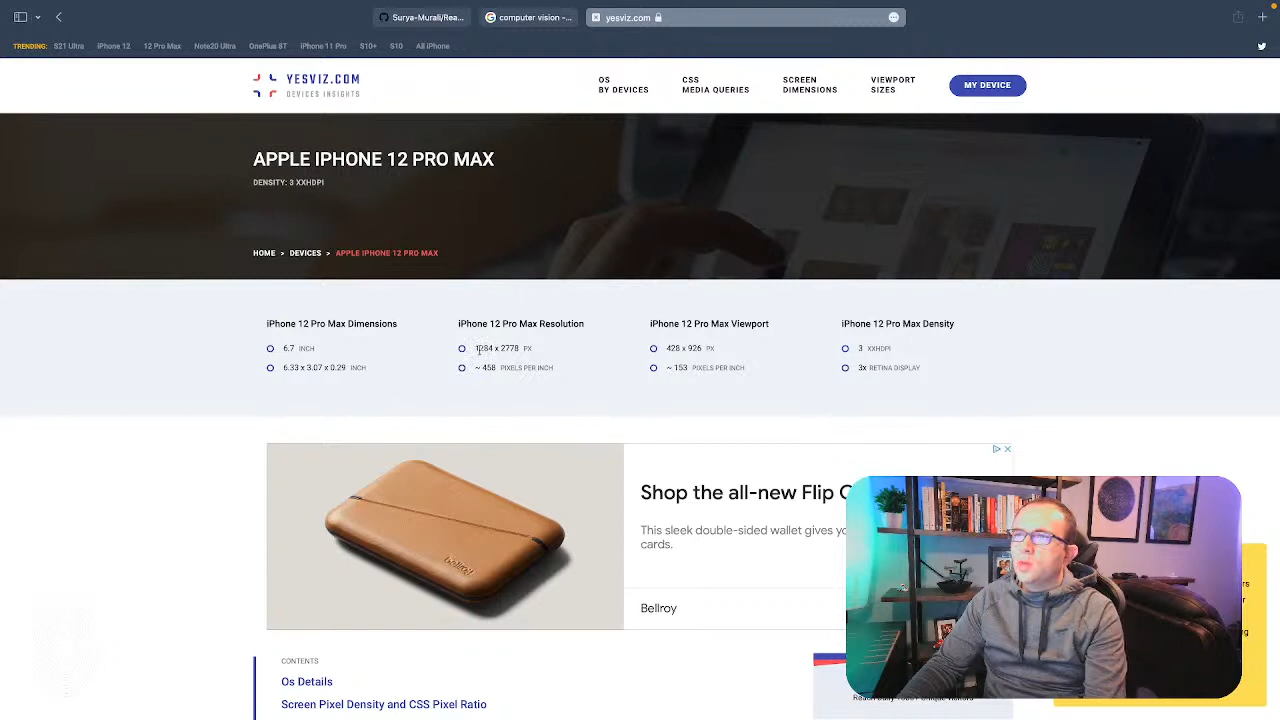 Surya-Murali/Rea...
computer vision -...
yesviz.com
TRENDING: S21 Ultra iPhone 12 12 Pro Max Note20 Ultra OnePlus 8T iPhone 11 Pro S10+ S10 All iPhone
YESVIZ.COM
DEVICES INSIGHTS
OS
BY DEVICES
CSS
MEDIA QUERIES
SCREEN
DIMENSIONS
VIEWPORT
SIZES
MY DEVICE
APPLE IPHONE 12 PRO MAX
DENSITY: 3 XXHDPI
HOME > DEVICES > APPLE IPHONE 12 PRO MAX
iPhone 12 Pro Max Dimensions
6.7 INCH
6.33 x 3.07 x 0.29 INCH
iPhone 12 Pro Max Resolution
1284 x 2778 PX
~ 458 PIXELS PER INCH
iPhone 12 Pro Max Viewport
428 x 926 PX
~ 153 PIXELS PER INCH
iPhone 12 Pro Max Density
3 XXHDPI
3x RETINA DISPLAY
bellroy
Shop the all-new Flip C
This sleek double-sided wallet gives yo
cards.
Bellroy
CONTENTS
Os Details
Screen Pixel Density and CSS Pixel Ratio